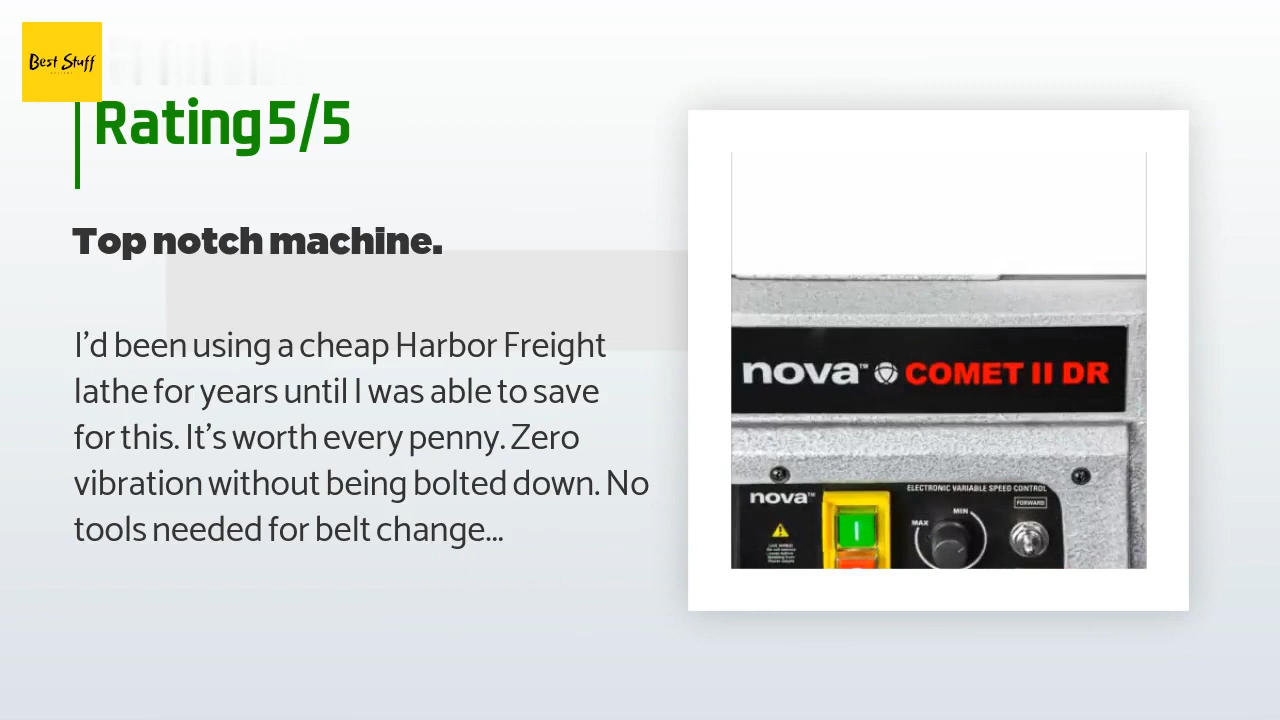 Best Stuff
Rating 5/5
Top notch machine.
I'd been using a cheap Harbor Freight
lathe for years until I was able to save
for this. It's worth every penny. Zero
vibration without being bolted down. No
tools needed for belt change...
nova™ COMET II DR
nova™
ELECTRONIC VARIABLE SPEED CONTROL
FORWARD
MIN
MAX
I